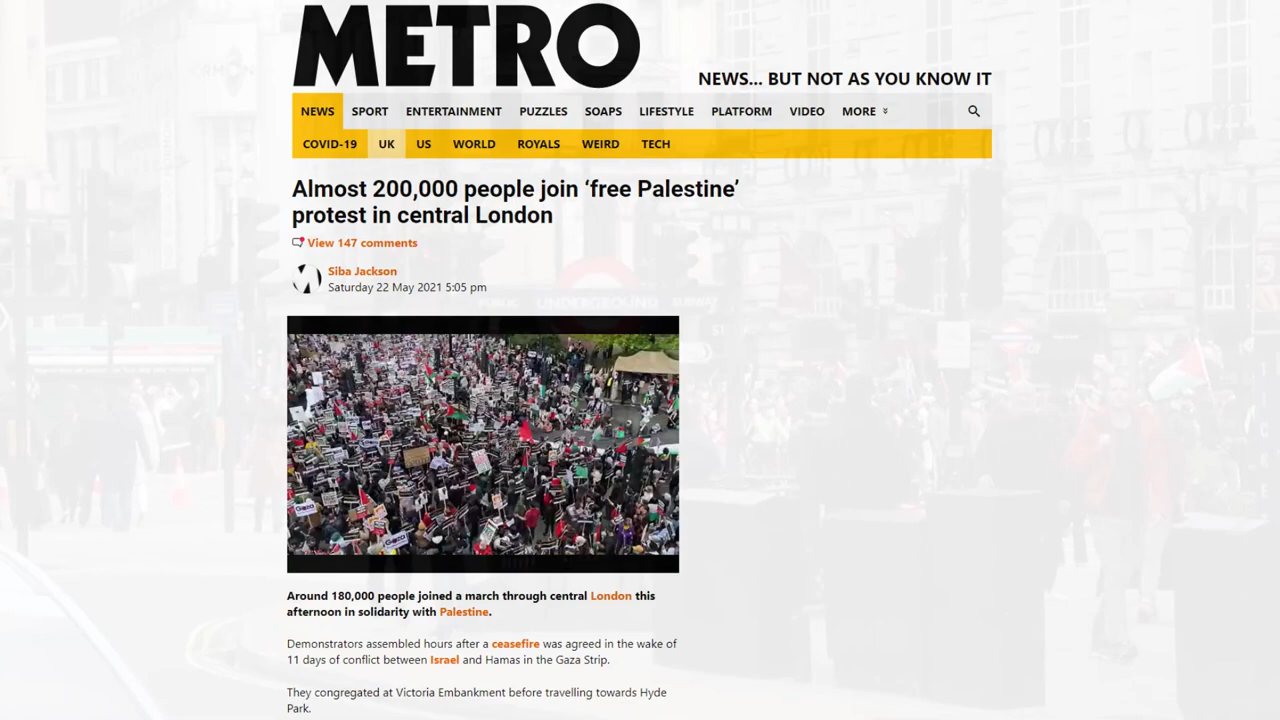 METRO
NEWS... BUT NOT AS YOU KNOW IT
NEWS SPORT ENTERTAINMENT PUZZLES SOAPS LIFESTYLE PLATFORM VIDEO MORE
COVID-19 UK US WORLD ROYALS WEIRD TECH
Almost 200,000 people join ‘free Palestine’
protest in central London
View 147 comments
Siba Jackson
Saturday 22 May 2021 5:05 pm
PUBLIC UNDERGROUND SUBWAY
Gaza
Gaza
Around 180,000 people joined a march through central London this
afternoon in solidarity with Palestine.
Demonstrators assembled hours after a ceasefire was agreed in the wake of
11 days of conflict between Israel and Hamas in the Gaza Strip.
They congregated at Victoria Embankment before travelling towards Hyde
Park.